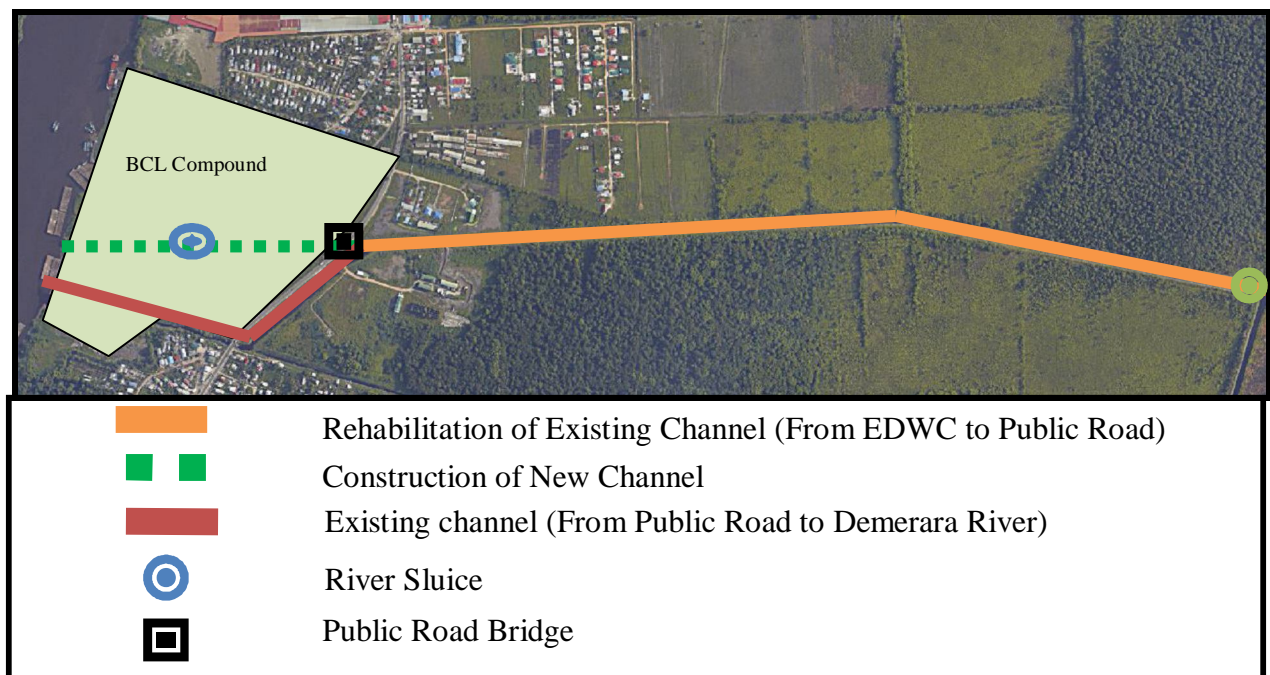 BCL Compound
Rehabilitation of Existing Channel (From EDWC to Public Road)
Construction of New Channel
Existing channel (From Public Road to Demerara River)
River Sluice
Public Road Bridge